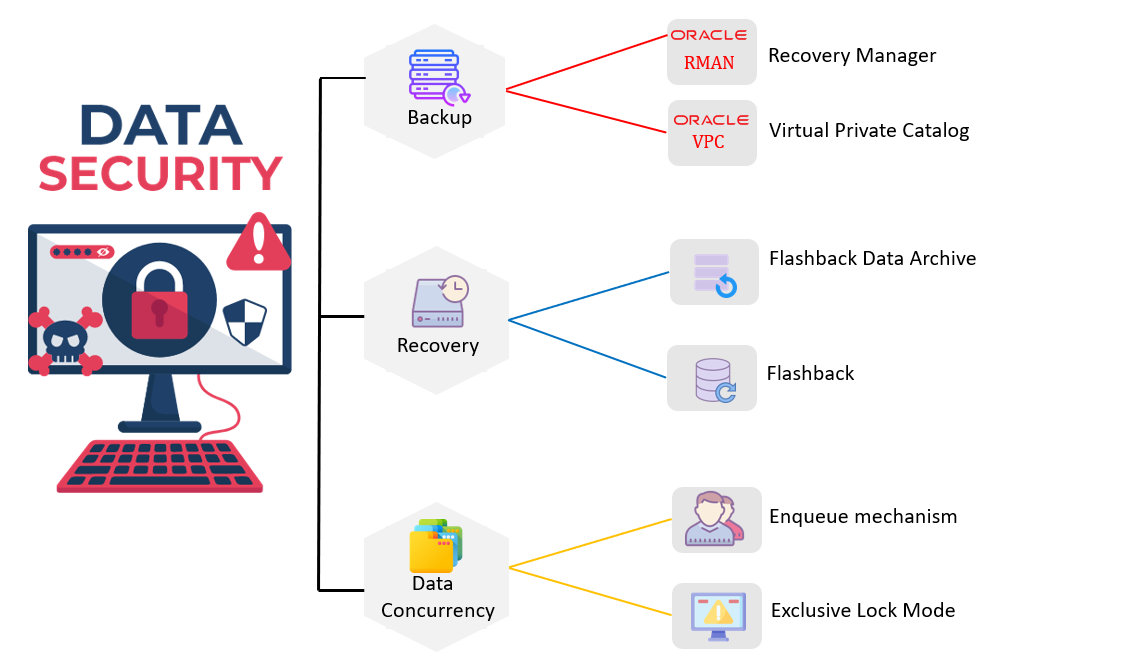 DATA
SECURITY
Backup
ORACLE
RMAN
Recovery Manager
ORACLE
VPC
Virtual Private Catalog
Recovery
Flashback Data Archive
Flashback
Data
Concurrency
Enqueue mechanism
Exclusive Lock Mode